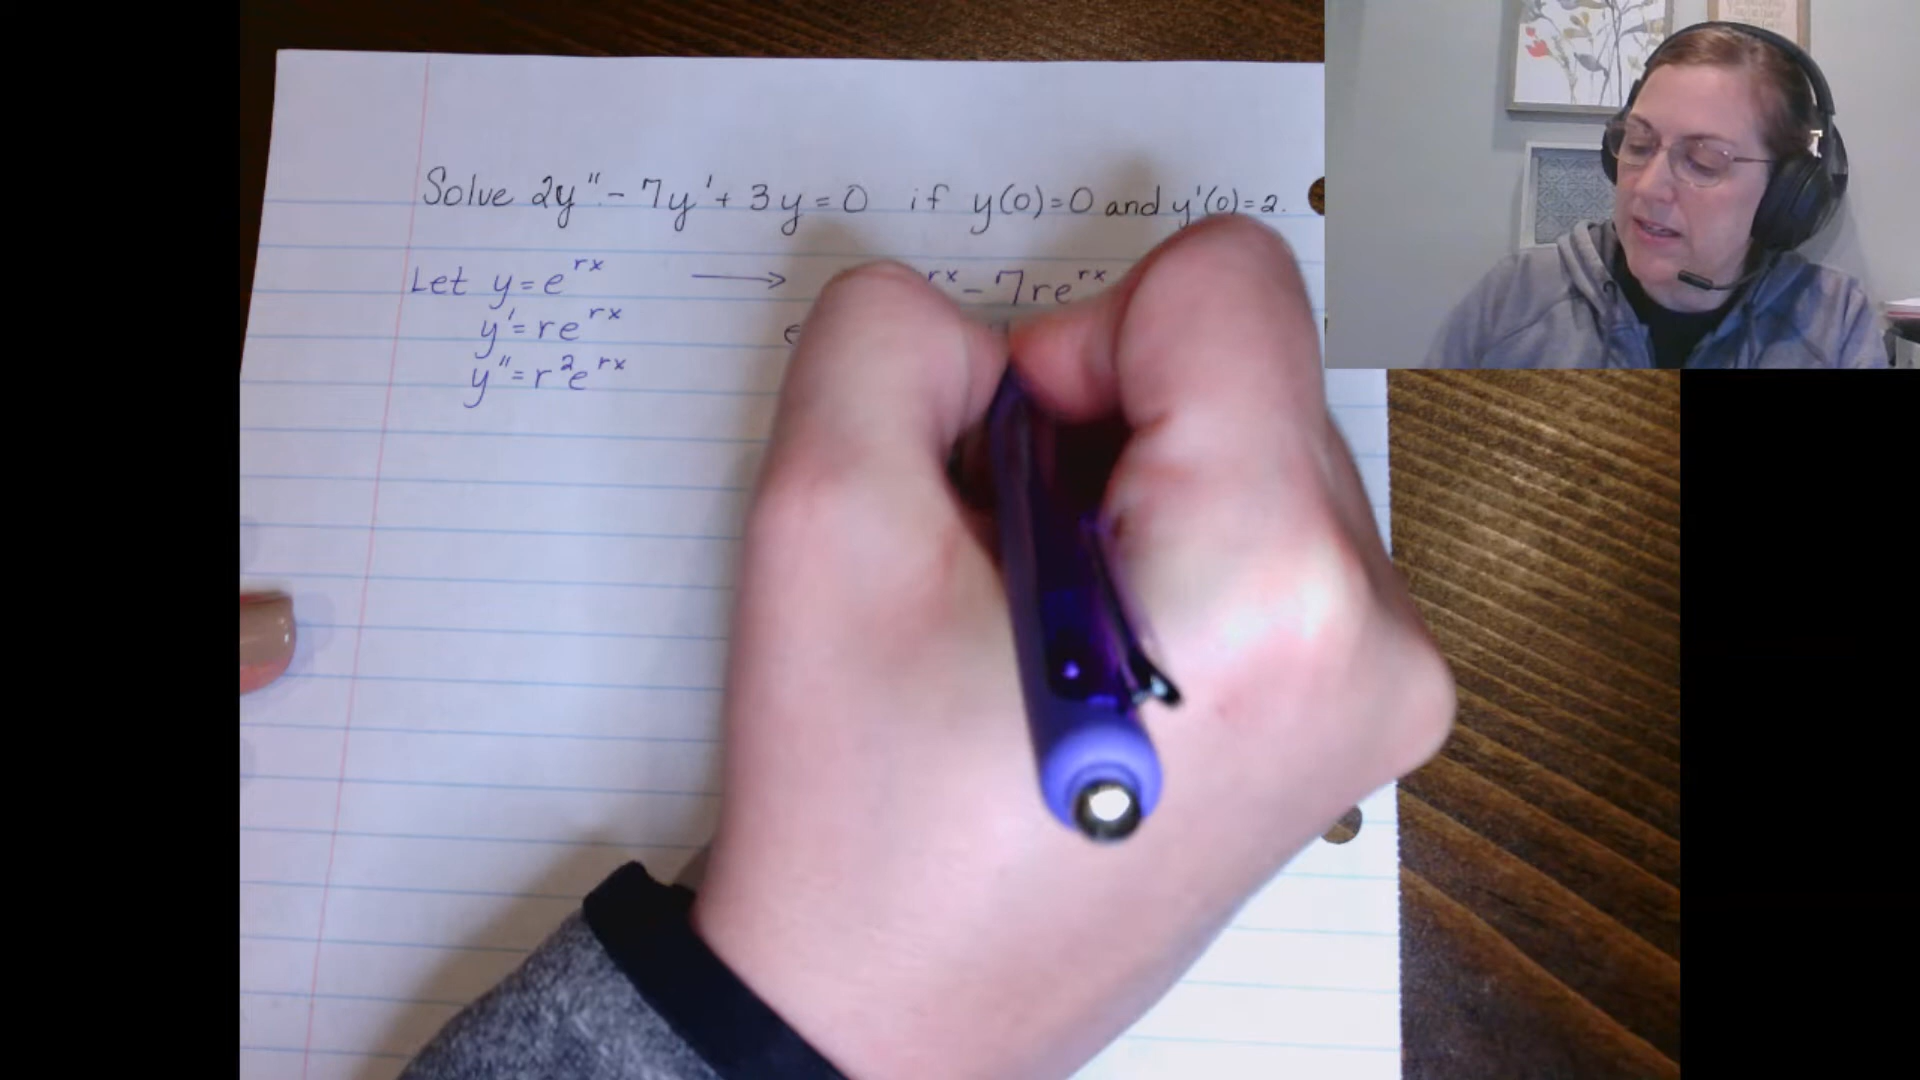 Solve 2y" - 7y' + 3y = 0 if y(0)=0 and y'(0)=2.
Let y = e^rx ⟶ ^rx - 7re^rx
y' = re^rx e
y" = r^2e^rx